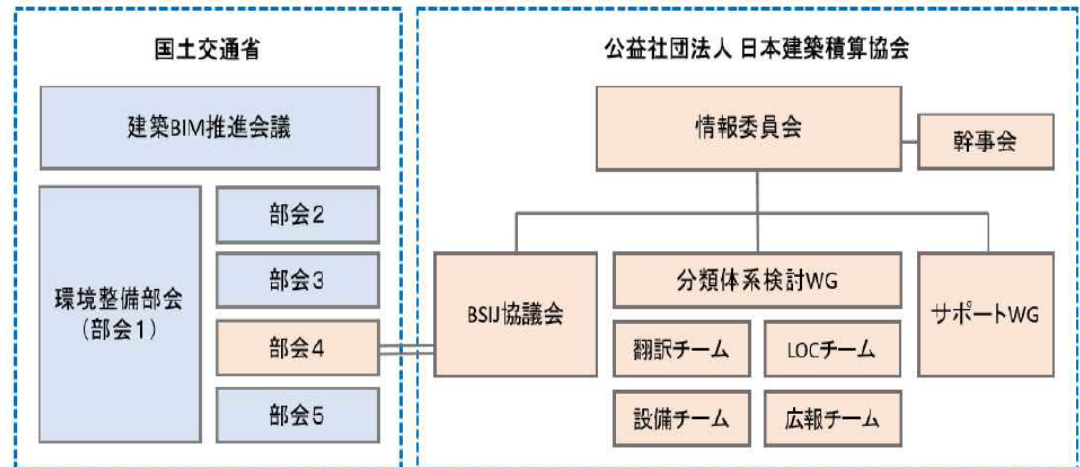 国土交通省
建築BIM推進会議
環境整備部会
(部会1)
部会2
部会3
部会4
部会5
公益社団法人 日本建築積算協会
情報委員会
幹事会
BSIJ協議会
分類体系検討WG
翻訳チーム
LOCチーム
設備チーム
広報チーム
サポートWG